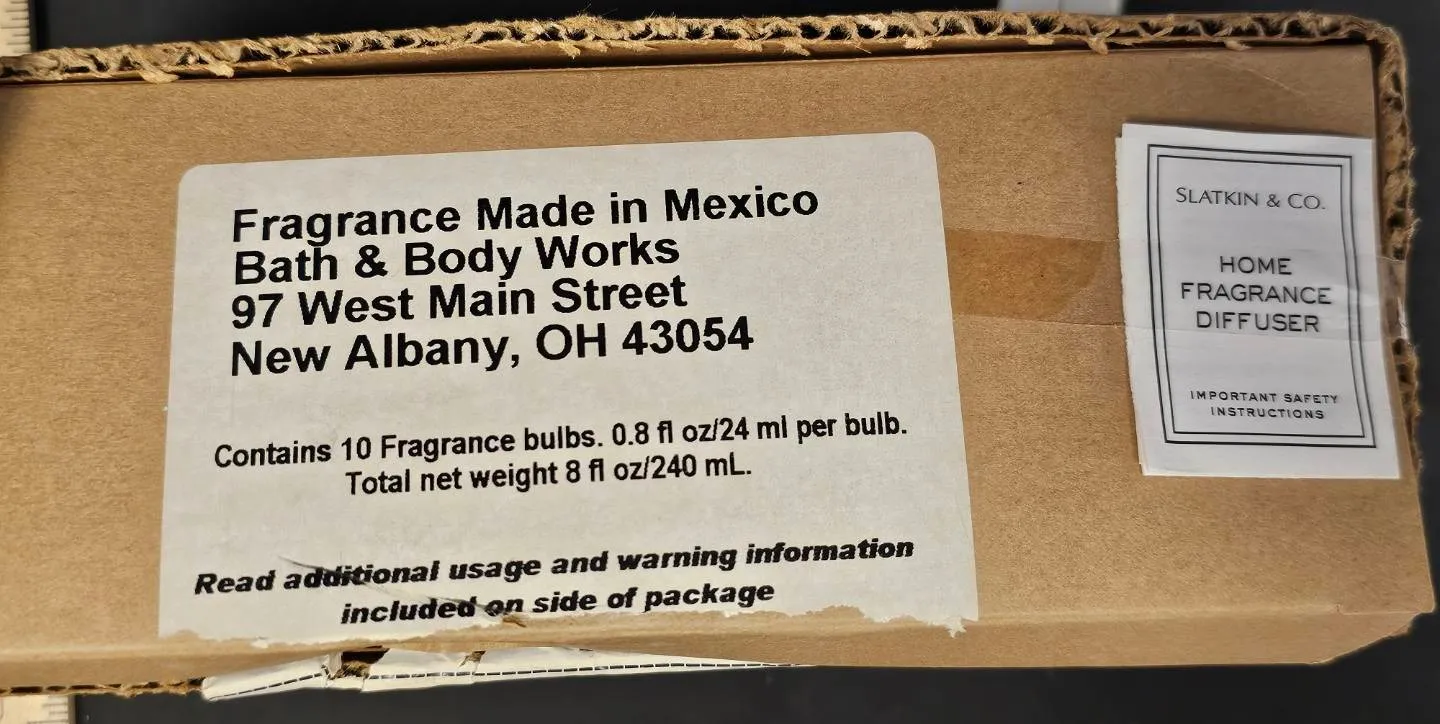 Fragrance Made in Mexico
Bath & Body Works
97 West Main Street
New Albany, OH 43054
Contains 10 Fragrance bulbs. 0.8 fl oz/24 ml per bulb.
Total net weight 8 fl oz/240 mL.
Read additional usage and warning information
included on side of package
SLATKIN & CO.
HOME
FRAGRANCE
DIFFUSER
IMPORTANT SAFETY
INSTRUCTIONS